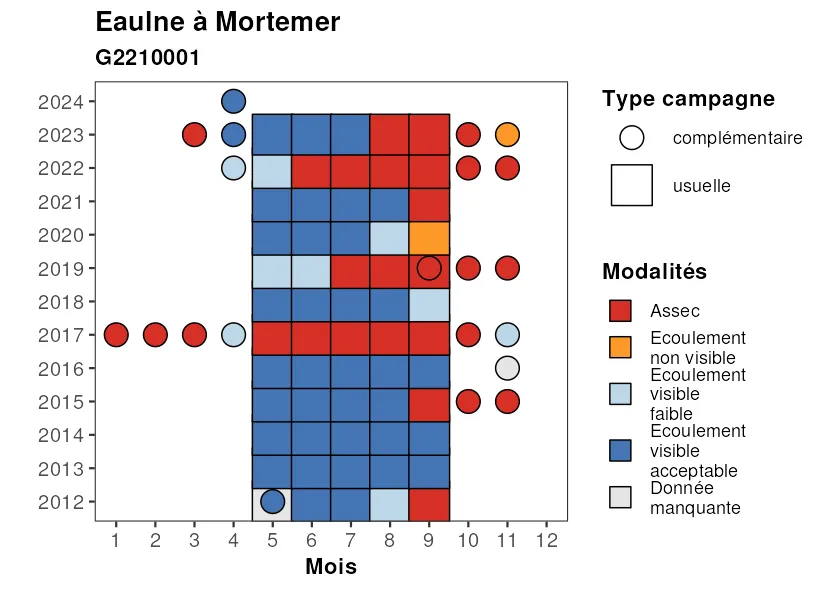 Eaulne à Mortemer
G2210001
2024
2023
2022
2021
2020
2019
2018
2017
2016
2015
2014
2013
2012
1 2 3 4 5 6 7 8 9 10 11 12
Mois
Type campagne
complémentaire
usuelle
Modalités
Assec
Ecoulement
non visible
Ecoulement
visible
faible
Ecoulement
visible
acceptable
Donnée
manquante